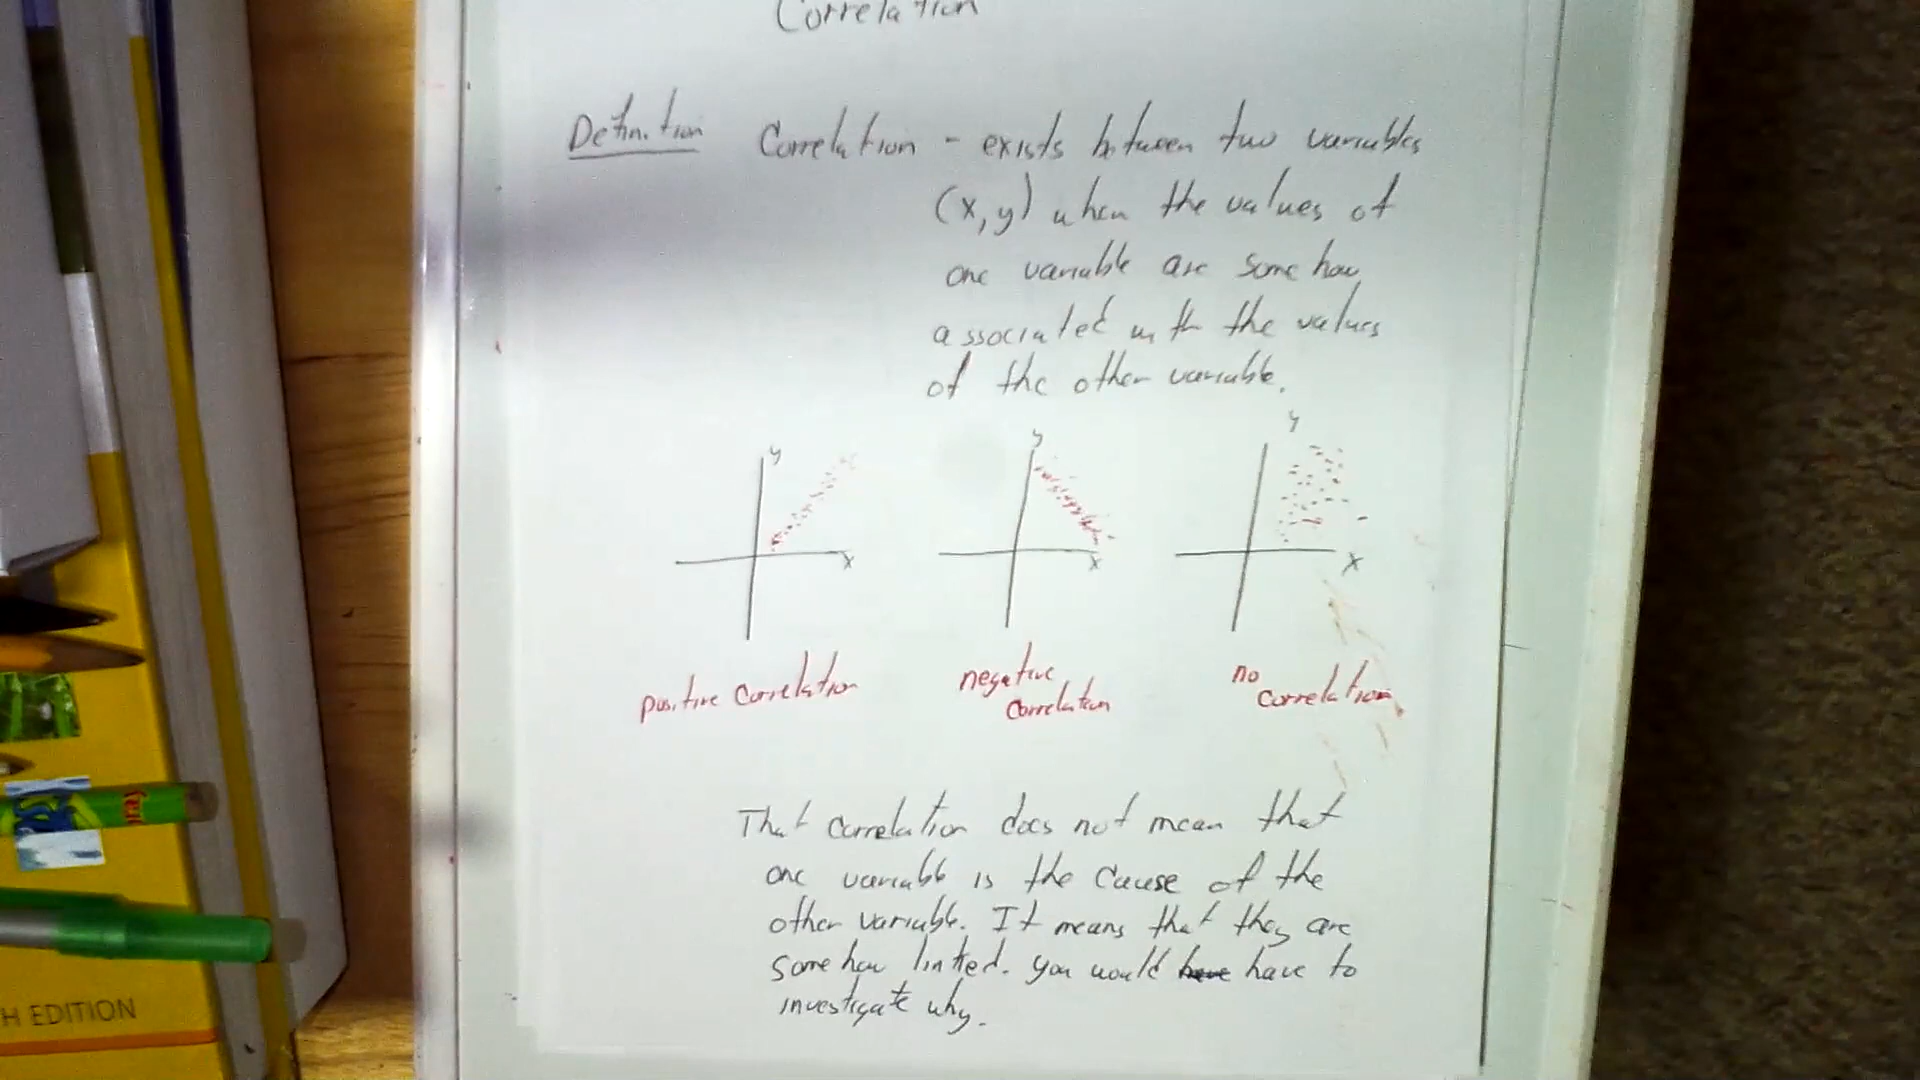 Correlation
Definition Correlation - exists between two variables
(x,y) when the values of
one variable are some how
associated with the values
of the other variable.
y
y
y
x
x
x
positive correlation
negative
correlation
no
correlation
That correlation does not mean that
one variable is the cause of the
other variable. It means that they are
some how linked. you would have have to
investigate why.
H EDITION